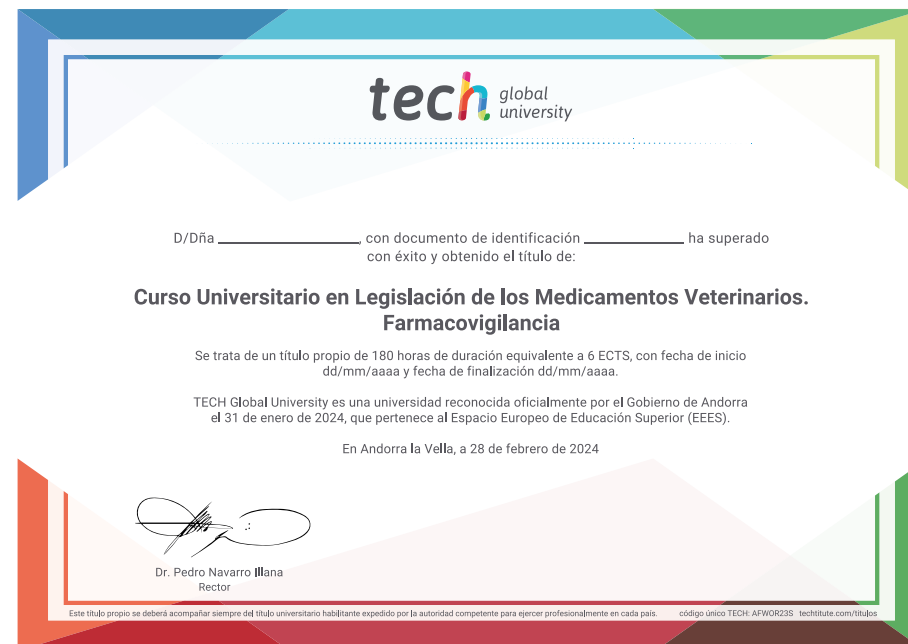 tech global university
D/Dña ____________________, con documento de identificación ______________ ha superado
con éxito y obtenido el título de:
Curso Universitario en Legislación de los Medicamentos Veterinarios.
Farmacovigilancia
Se trata de un título propio de 180 horas de duración equivalente a 6 ECTS, con fecha de inicio
dd/mm/aaaa y fecha de finalización dd/mm/aaaa.
TECH Global University es una universidad reconocida oficialmente por el Gobierno de Andorra
el 31 de enero de 2024, que pertenece al Espacio Europeo de Educación Superior (EEES).
En Andorra la Vella, a 28 de febrero de 2024
Dr. Pedro Navarro Illana
Rector
Este título propio se deberá acompañar siempre del título universitario habilitante expedido por la autoridad competente para ejercer profesionalmente en cada país. código único TECH: AFWOR23S techtitute.com/titulos